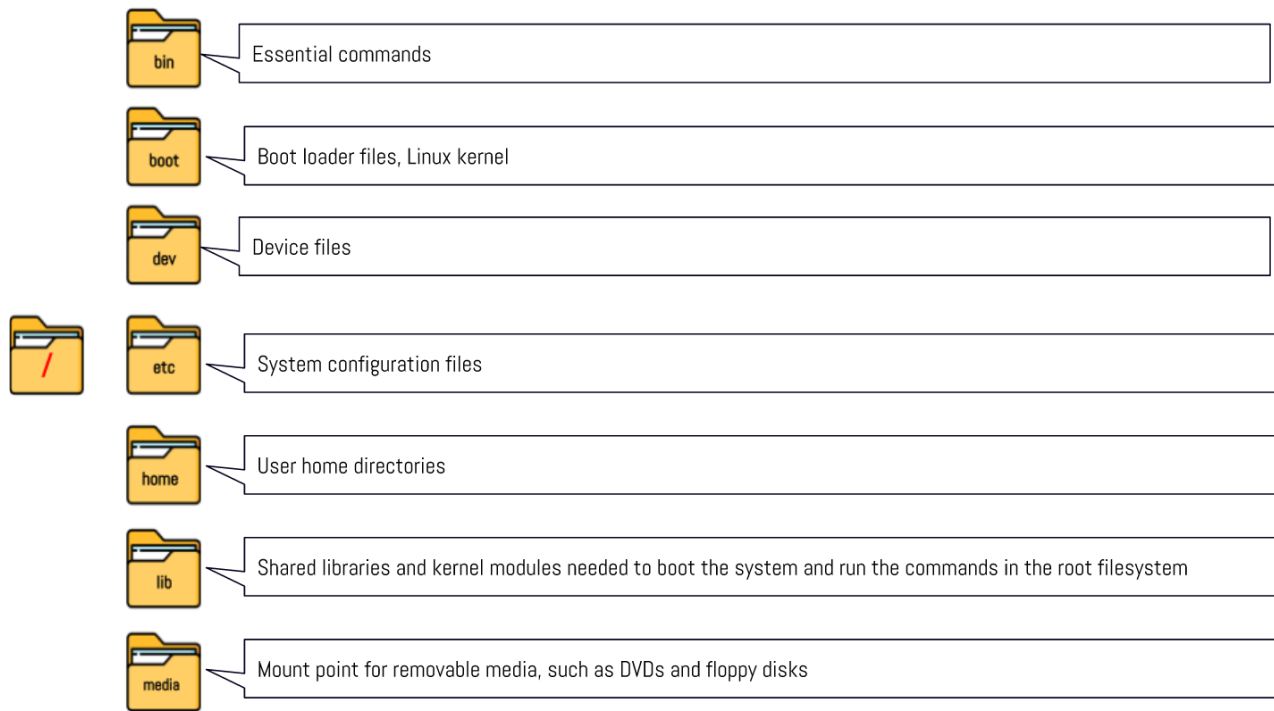 bin
Essential commands
boot
Boot loader files, Linux kernel
dev
Device files
/
etc
System configuration files
home
User home directories
lib
Shared libraries and kernel modules needed to boot the system and run the commands in the root filesystem
media
Mount point for removable media, such as DVDs and floppy disks